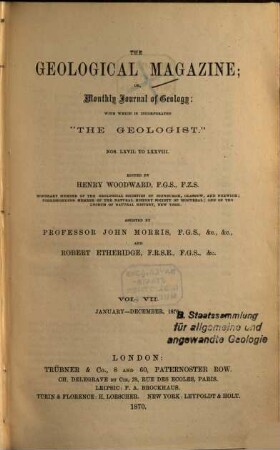 THE
GEOLOGICAL MAGAZINE;
OR,
Monthly Journal of Geology:
WITH WHICH IS INCORPORATED
"THE GEOLOGIST."
NOS. LXVII. TO LXXVIII.
EDITED BY
HENRY WOODWARD, F.G.S., F.Z.S.
HONORARY MEMBER OF THE GEOLOGICAL SOCIETIES OF EDINBURGH, GLASGOW, AND NORWICH;
CORRESPONDING MEMBER OF THE NATURAL HISTORY SOCIETY OF MONTREAL; AND OF THE
LYCEUM OF NATURAL HISTORY, NEW YORK.
ASSISTED BY
PROFESSOR JOHN MORRIS, F.G.S., &c., &c.,
AND
ROBERT ETHERIDGE, F.R.S.E., F.G.S., &c.
VOL. VII.
JANUARY—DECEMBER, 1870.
B. Staatssammlung
für allgemeine und
angewandte Geologie
LONDON:
TRÜBNER & Co., 8 AND 60, PATERNOSTER ROW.
CH. DELAGRAVE ET CIE, 78, RUE DES ECOLES, PARIS.
LEIPSIC: F. A. BROCKHAUS.
TURIN & FLORENCE: H. LOESCHER. NEW YORK: LEYPOLDT & HOLT.
1870.